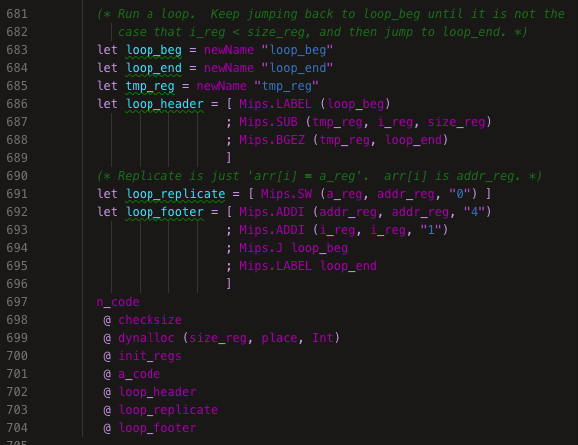 681 (* Run a loop.  Keep jumping back to loop_beg until it is not the
682    case that i_reg < size_reg, and then jump to loop_end. *)
683 let loop_beg = newName "loop_beg"
684 let loop_end = newName "loop_end"
685 let tmp_reg = newName "tmp_reg"
686 let loop_header = [ Mips.LABEL (loop_beg)
687                   ; Mips.SUB (tmp_reg, i_reg, size_reg)
688                   ; Mips.BGEZ (tmp_reg, loop_end)
689                   ]
690 (* Replicate is just 'arr[i] = a_reg'.  arr[i] is addr_reg. *)
691 let loop_replicate = [ Mips.SW (a_reg, addr_reg, "0") ]
692 let loop_footer = [ Mips.ADDI (addr_reg, addr_reg, "4")
693                   ; Mips.ADDI (i_reg, i_reg, "1")
694                   ; Mips.J loop_beg
695                   ; Mips.LABEL loop_end
696                   ]
697 n_code
698  @ checksize
699  @ dynalloc (size_reg, place, Int)
700  @ init_regs
701  @ a_code
702  @ loop_header
703  @ loop_replicate
704  @ loop_footer